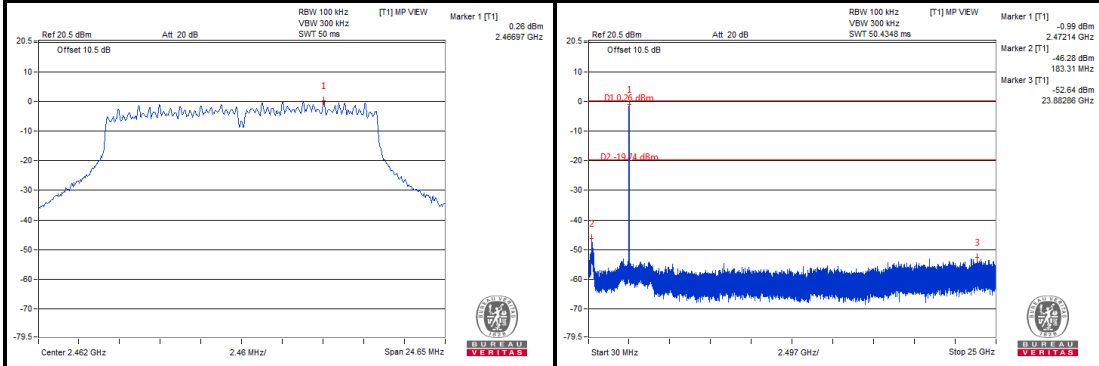 RBW 100 kHz [T1] MP VIEW
VBW 300 kHz
Ref 20.5 dBm Att 20 dB SWT 50 ms
Marker 1 [T1]
0.26 dBm
2.46697 GHz
20.5
Offset 10.5 dB
10
0
-10
-20
-30
-40
-50
-60
-70
-79.5
1
Center 2.462 GHz 2.46 MHz/ Span 24.65 MHz
BUREAU
VERITAS
RBW 100 kHz [T1] MP VIEW
VBW 300 kHz
Ref 20.5 dBm Att 20 dB SWT 50.4348 ms
Marker 1 [T1]
-0.99 dBm
2.47214 GHz
Marker 2 [T1]
-46.28 dBm
183.31 MHz
Marker 3 [T1]
-52.64 dBm
23.88286 GHz
20.5
Offset 10.5 dB
10
0
-10
-20
-30
-40
-50
-60
-70
-79.5
1
D1 0.26 dBm
D2 -19.74 dBm
2
3
Start 30 MHz 2.497 GHz/ Stop 25 GHz
BUREAU
VERITAS